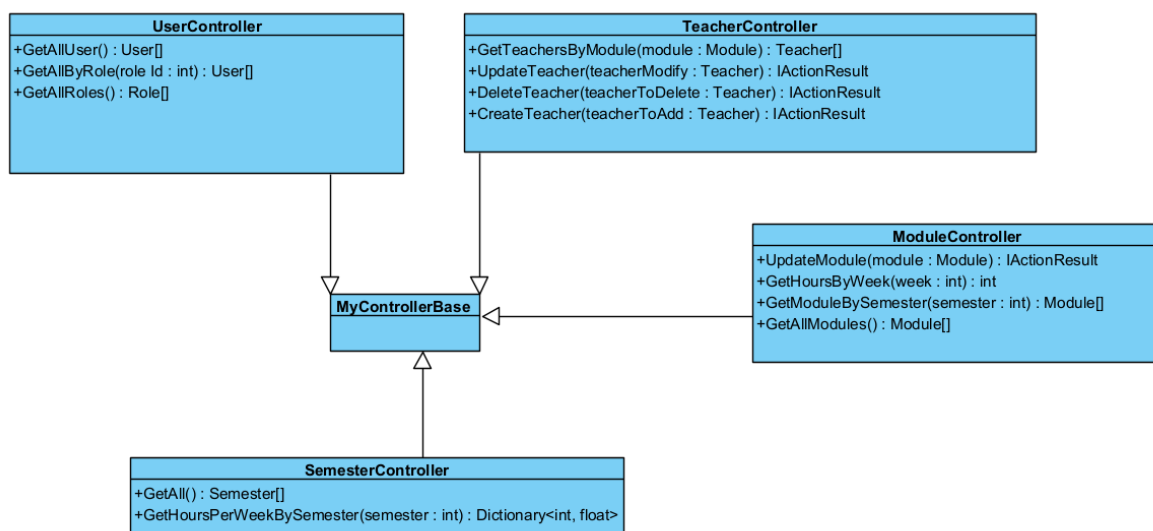 UserController
+GetAllUser() : User[]
+GetAllByRole(role Id : int) : User[]
+GetAllRoles() : Role[]
TeacherController
+GetTeachersByModule(module : Module) : Teacher[]
+UpdateTeacher(teacherModify : Teacher) : IActionResult
+DeleteTeacher(teacherToDelete : Teacher) : IActionResult
+CreateTeacher(teacherToAdd : Teacher) : IActionResult
ModuleController
+UpdateModule(module : Module) : IActionResult
+GetHoursByWeek(week : int) : int
+GetModuleBySemester(semester : int) : Module[]
+GetAllModules() : Module[]
MyControllerBase
SemesterController
+GetAll() : Semester[]
+GetHoursPerWeekBySemester(semester : int) : Dictionary<int, float>